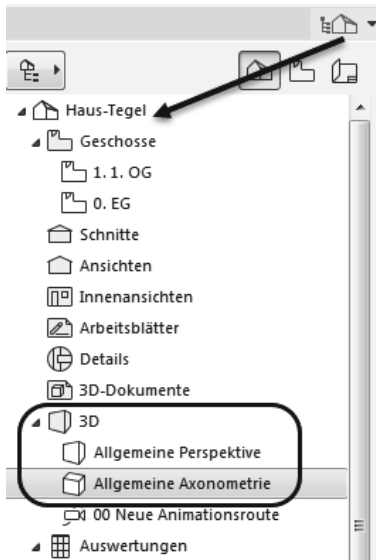 Haus-Tegel
Geschosse
1. 1. OG
0. EG
Schnitte
Ansichten
Innenansichten
Arbeitsblätter
Details
3D-Dokumente
3D
Allgemeine Perspektive
Allgemeine Axonometrie
00 Neue Animationsroute
Auswertungen